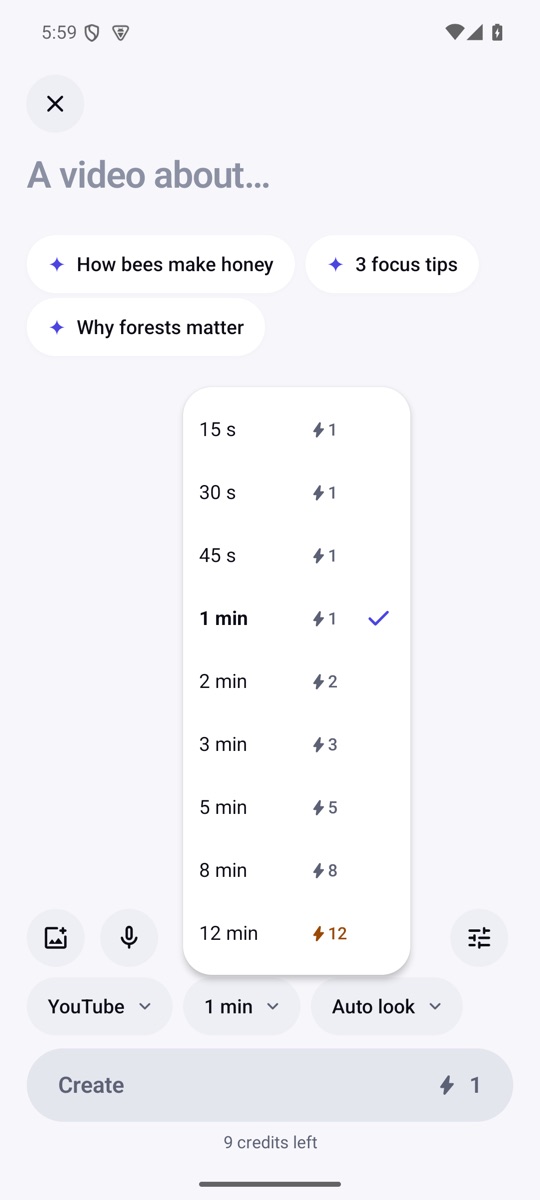 5:59
A video about...
How bees make honey
3 focus tips
Why forests matter
15 s 1
30 s 1
45 s 1
1 min 1
2 min 2
3 min 3
5 min 5
8 min 8
12 min 12
YouTube
1 min
Auto look
Create 1
9 credits left